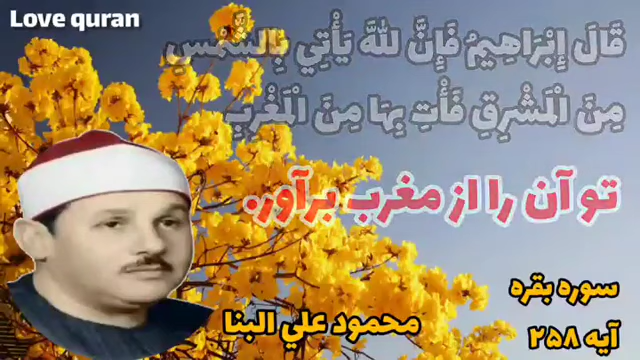 Love quran
قَالَ إِبْرَاهِيمُ فَإِنَّ للَّهَ يَأْتِي بِالشَّمْسِ
مِنَ الْمَشْرِقِ فَأْتِ بِهَا مِنَ الْمَغْرِبِ
تو آن را از مغرب برآور.
سوره بقره
محمود علي البنا
آیه ۲۵۸